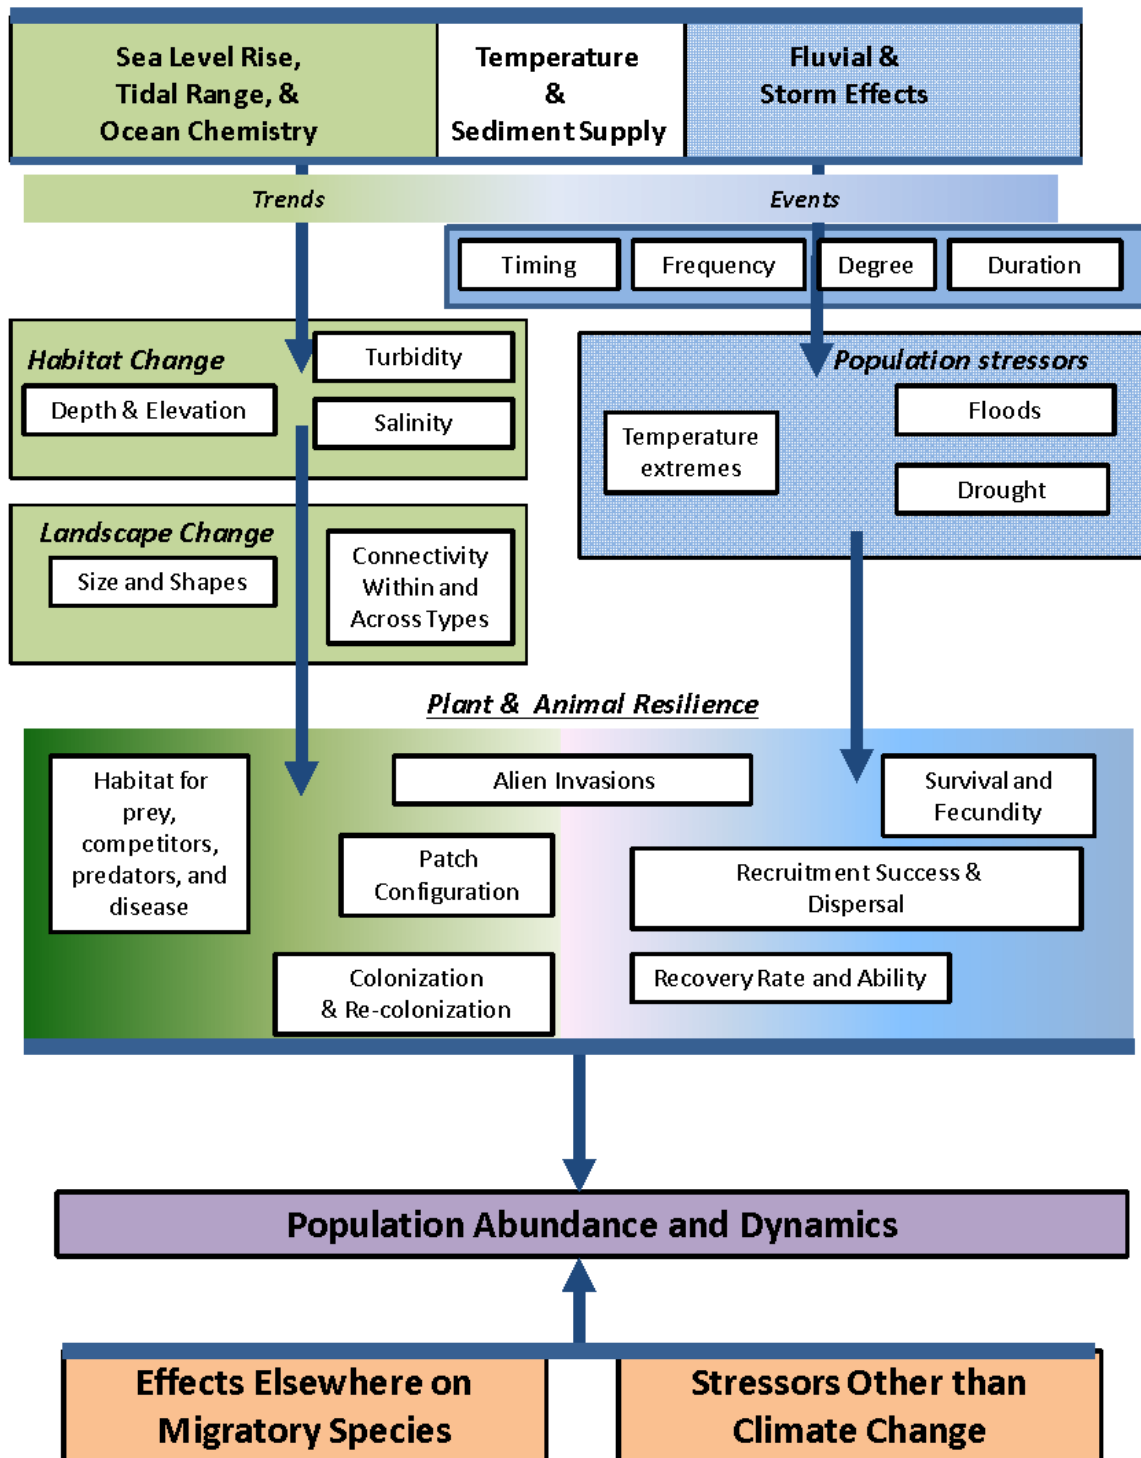 Sea Level Rise,
Tidal Range, &
Ocean Chemistry
Temperature
&
Sediment Supply
Fluvial &
Storm Effects
Trends
Events
Timing
Frequency
Degree
Duration
Habitat Change
Turbidity
Depth & Elevation
Salinity
Population stressors
Temperature
extremes
Floods
Drought
Landscape Change
Size and Shapes
Connectivity
Within and
Across Types
Plant & Animal Resilience
Habitat for
prey,
competitors,
predators, and
disease
Alien Invasions
Survival and
Fecundity
Patch
Configuration
Recruitment Success &
Dispersal
Colonization
& Re-colonization
Recovery Rate and Ability
Population Abundance and Dynamics
Effects Elsewhere on
Migratory Species
Stressors Other than
Climate Change